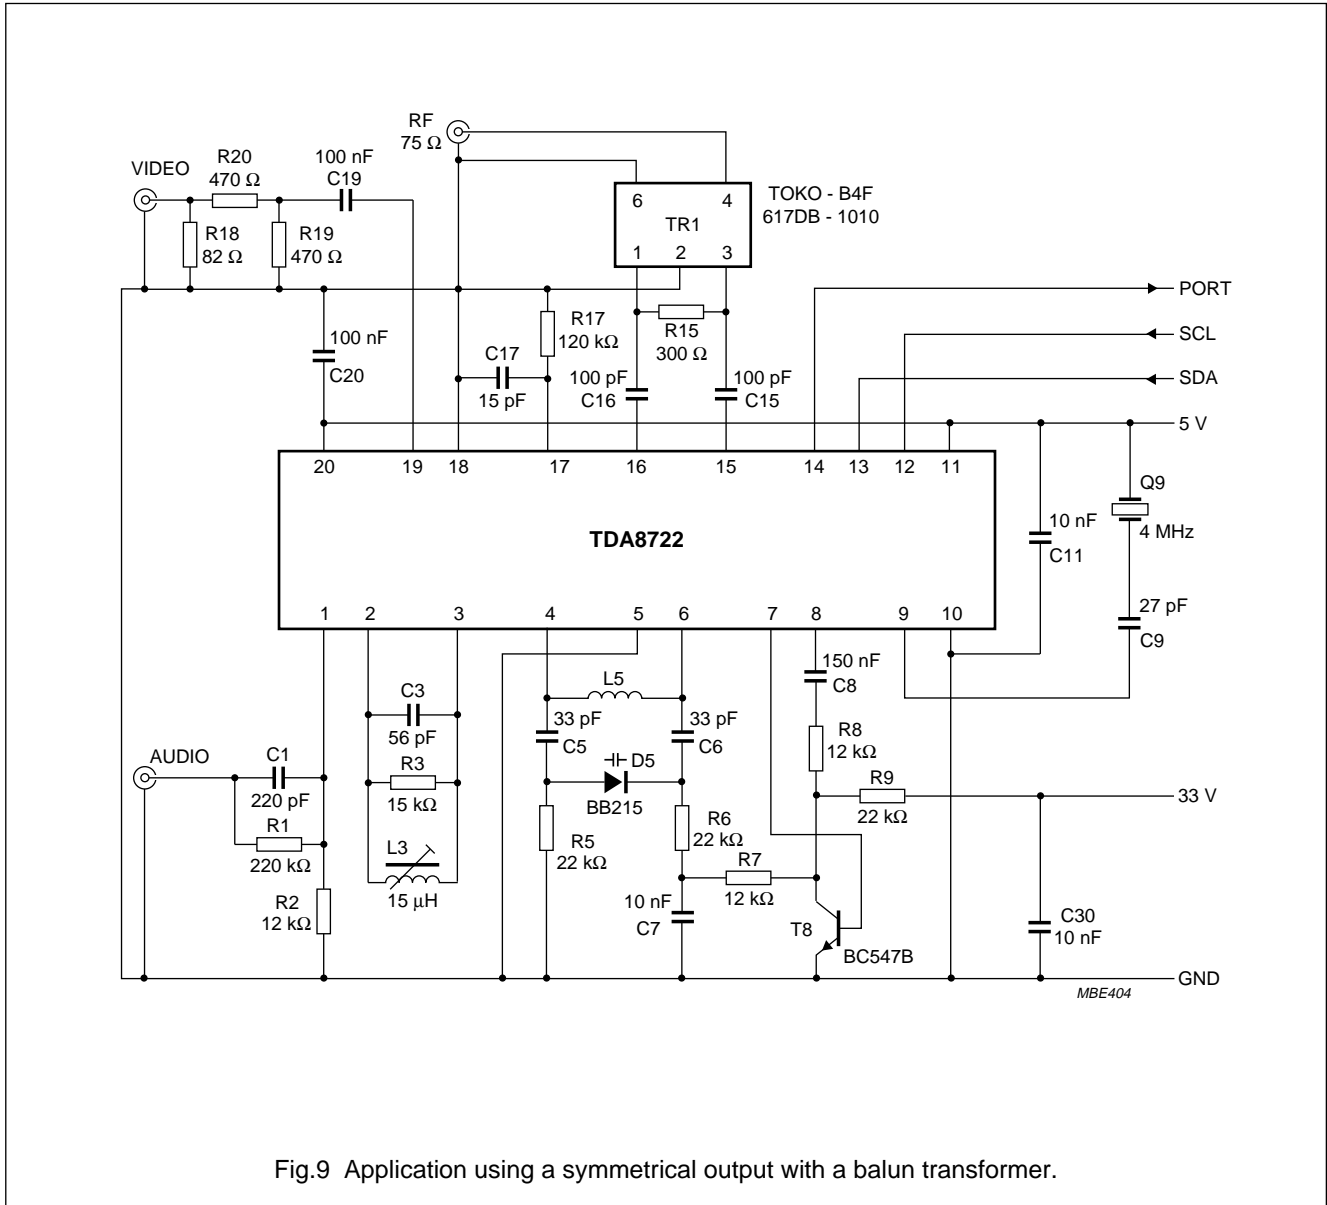 RF
75 Ω
VIDEO
R20
470 Ω
100 nF
C19
R18
82 Ω
R19
470 Ω
6
4
TR1
1
2
3
TOKO - B4F
617DB - 1010
PORT
SCL
SDA
5 V
100 nF
C20
C17
15 pF
R17
120 kΩ
R15
300 Ω
100 pF
C16
100 pF
C15
20
19
18
17
16
15
14
13
12
11
TDA8722
10 nF
C11
Q9
4 MHz
27 pF
C9
1
2
3
4
5
6
7
8
9
10
AUDIO
C1
220 pF
R1
220 kΩ
R2
12 kΩ
C3
56 pF
R3
15 kΩ
L3
15 μH
L5
33 pF
C5
33 pF
C6
D5
BB215
R5
22 kΩ
R6
22 kΩ
R7
12 kΩ
10 nF
C7
150 nF
C8
R8
12 kΩ
R9
22 kΩ
33 V
T8
BC547B
C30
10 nF
GND
MBE404
Fig.9 Application using a symmetrical output with a balun transformer.